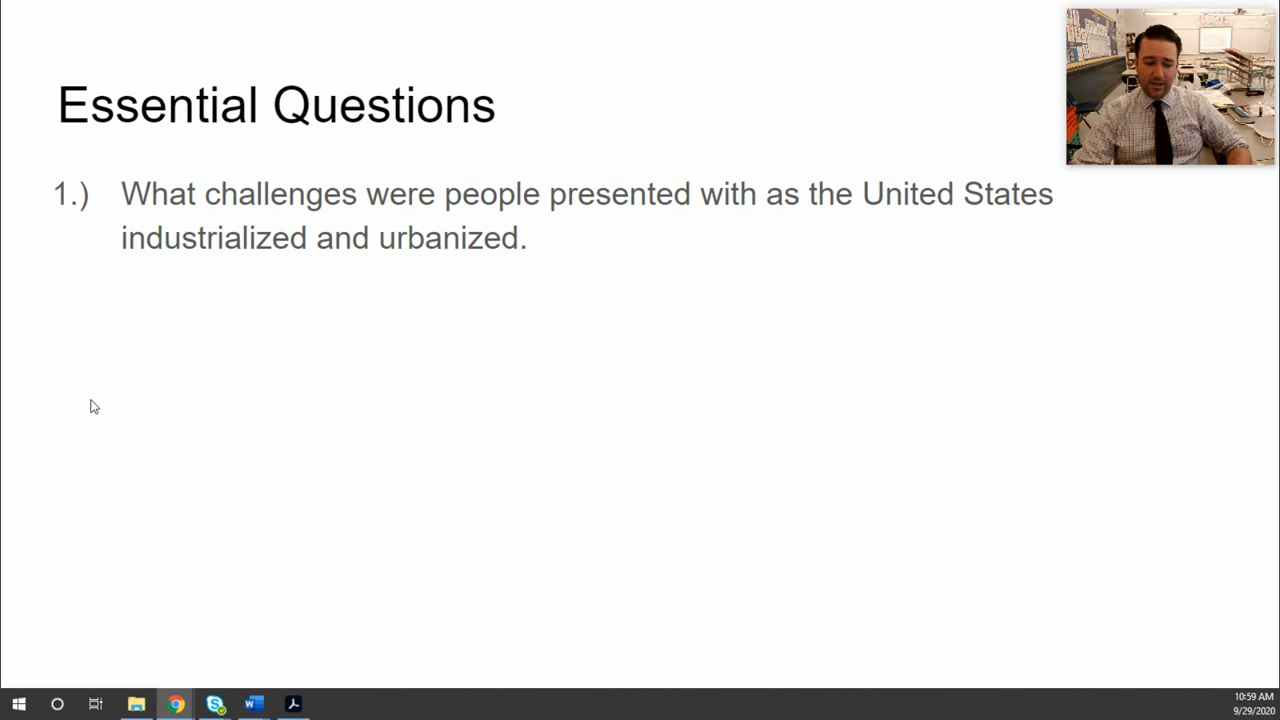 Essential Questions
1.) What challenges were people presented with as the United States
industrialized and urbanized.
10:59 AM
9/29/2020